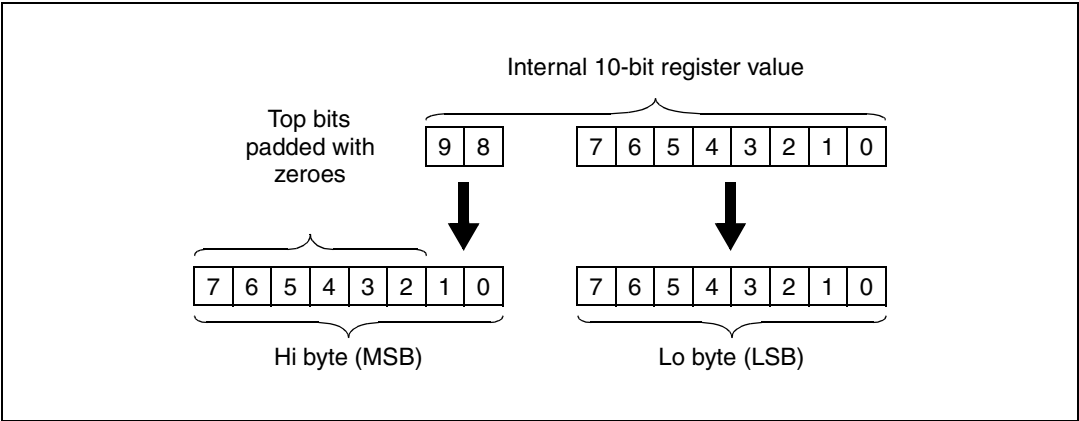 Internal 10-bit register value
Top bits
padded with
zeroes
9 8 7 6 5 4 3 2 1 0
7 6 5 4 3 2 1 0 7 6 5 4 3 2 1 0
Hi byte (MSB) Lo byte (LSB)